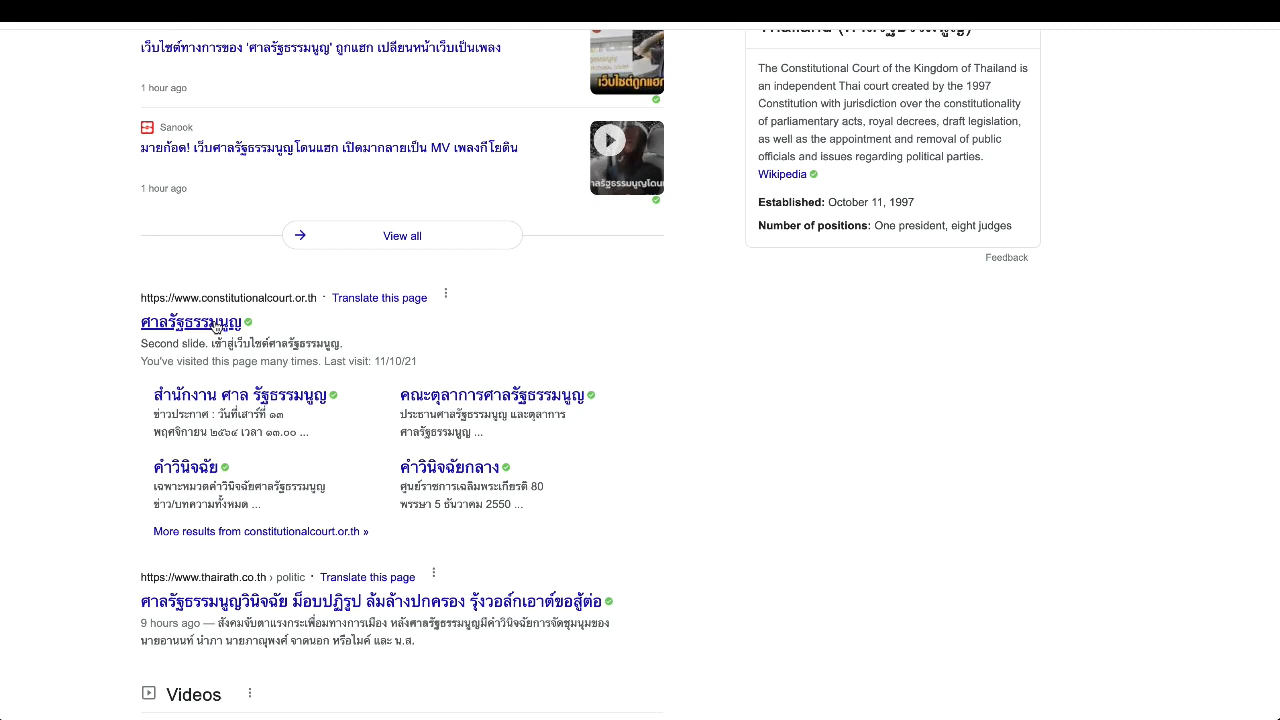 เว็บไซต์ทางการของ 'ศาลรัฐธรรมนูญ' ถูกแฮก เปลี่ยนหน้าเว็บเป็นเพลง
1 hour ago
เว็บไซต์ถูกแฮก
Sanook
มายก้อด! เว็บศาลรัฐธรรมนูญโดนแฮก เปิดมากลายเป็น MV เพลงกีโยติน
1 hour ago
View all
https://www.constitutionalcourt.or.th · Translate this page
ศาลรัฐธรรมนูญ
Second slide. เข้าสู่เว็บไซต์ศาลรัฐธรรมนูญ.
You've visited this page many times. Last visit: 11/10/21
สำนักงาน ศาล รัฐธรรมนูญ
ข่าวประกาศ : วันที่เสาร์ที่ ๑๓
พฤศจิกายน ๒๕๖๔ เวลา ๑๓.๐๐ ...
คณะตุลาการศาลรัฐธรรมนูญ
ประธานศาลรัฐธรรมนูญ และตุลาการ
ศาลรัฐธรรมนูญ ...
คำวินิจฉัย
เฉพาะหมวดคำวินิจฉัยศาลรัฐธรรมนูญ
ข่าว/บทความทั้งหมด ...
คำวินิจฉัยกลาง
ศูนย์ราชการเฉลิมพระเกียรติ 80
พรรษา 5 ธันวาคม 2550 ...
More results from constitutionalcourt.or.th »
https://www.thairath.co.th › politic · Translate this page
ศาลรัฐธรรมนูญวินิจฉัย ม็อบปฏิรูป ล้มล้างปกครอง รุ้งวอล์กเอาต์ขอสู้ต่อ
9 hours ago — สังคมจับตาแรงกระเพื่อมทางการเมือง หลังศาลรัฐธรรมนูญมีคำวินิจฉัยการจัดชุมนุมของ
นายอานนท์ นำภา นายภาณุพงศ์ จาดนอก หรือไมค์ และ น.ส.
Videos
The Constitutional Court of the Kingdom of Thailand is
an independent Thai court created by the 1997
Constitution with jurisdiction over the constitutionality
of parliamentary acts, royal decrees, draft legislation,
as well as the appointment and removal of public
officials and issues regarding political parties.
Wikipedia
Established: October 11, 1997
Number of positions: One president, eight judges
Feedback